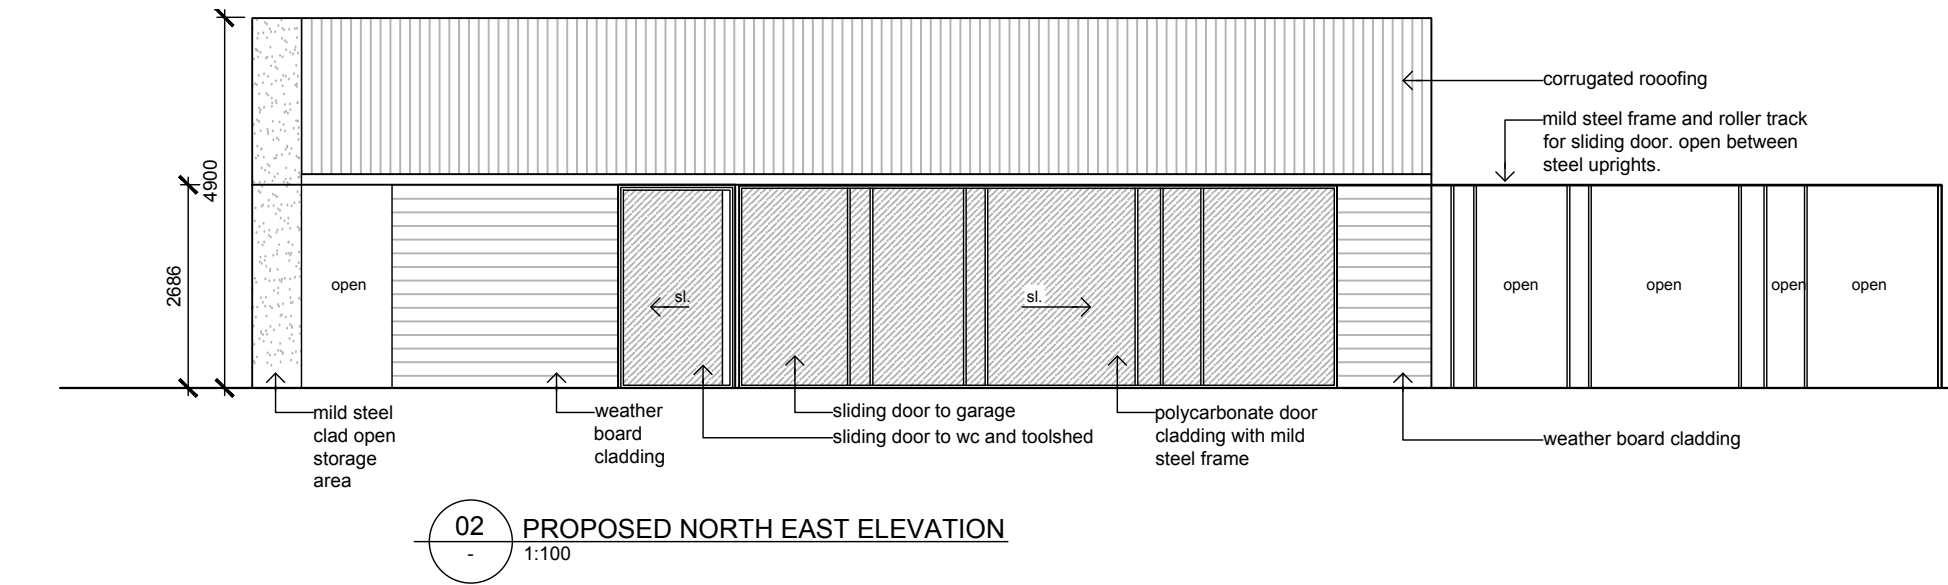 corrugated rooofing
mild steel frame and roller track
for sliding door. open between
steel uprights.
4900
2686
open
sl.
sl.
open
open
open
open
mild steel
clad open
storage
area
weather
board
cladding
sliding door to garage
sliding door to wc and toolshed
polycarbonate door
cladding with mild
steel frame
weather board cladding
02
-
PROPOSED NORTH EAST ELEVATION
1:100